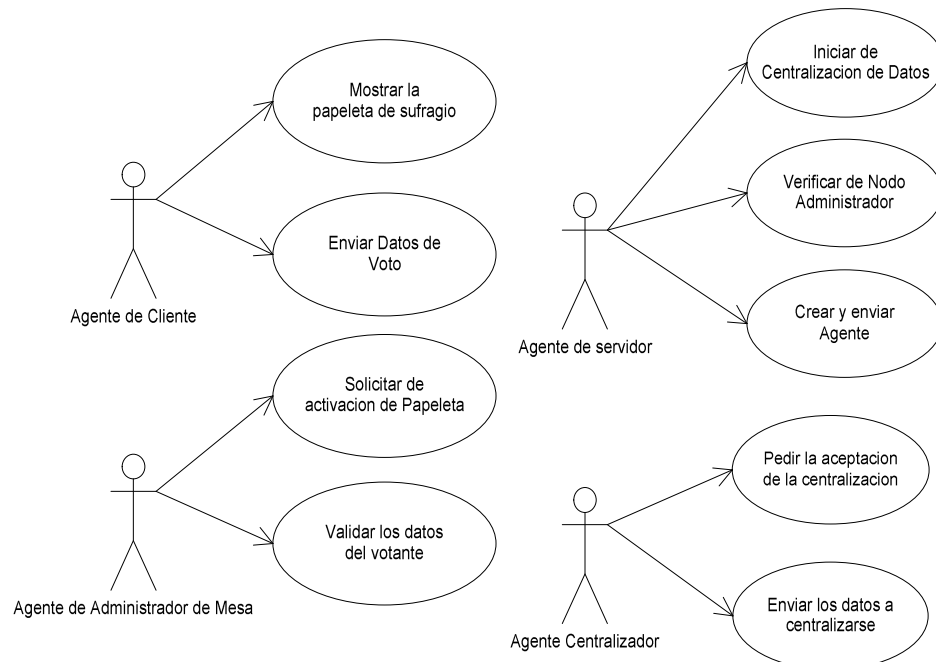 Mostrar la
papeleta de sufragio
Enviar Datos de
Voto
Agente de Cliente
Iniciar de
Centralizacion de Datos
Verificar de Nodo
Administrador
Crear y enviar
Agente
Agente de servidor
Solicitar de
activacion de Papeleta
Validar los datos
del votante
Agente de Administrador de Mesa
Pedir la aceptacion
de la centralizacion
Enviar los datos a
centralizarse
Agente Centralizador